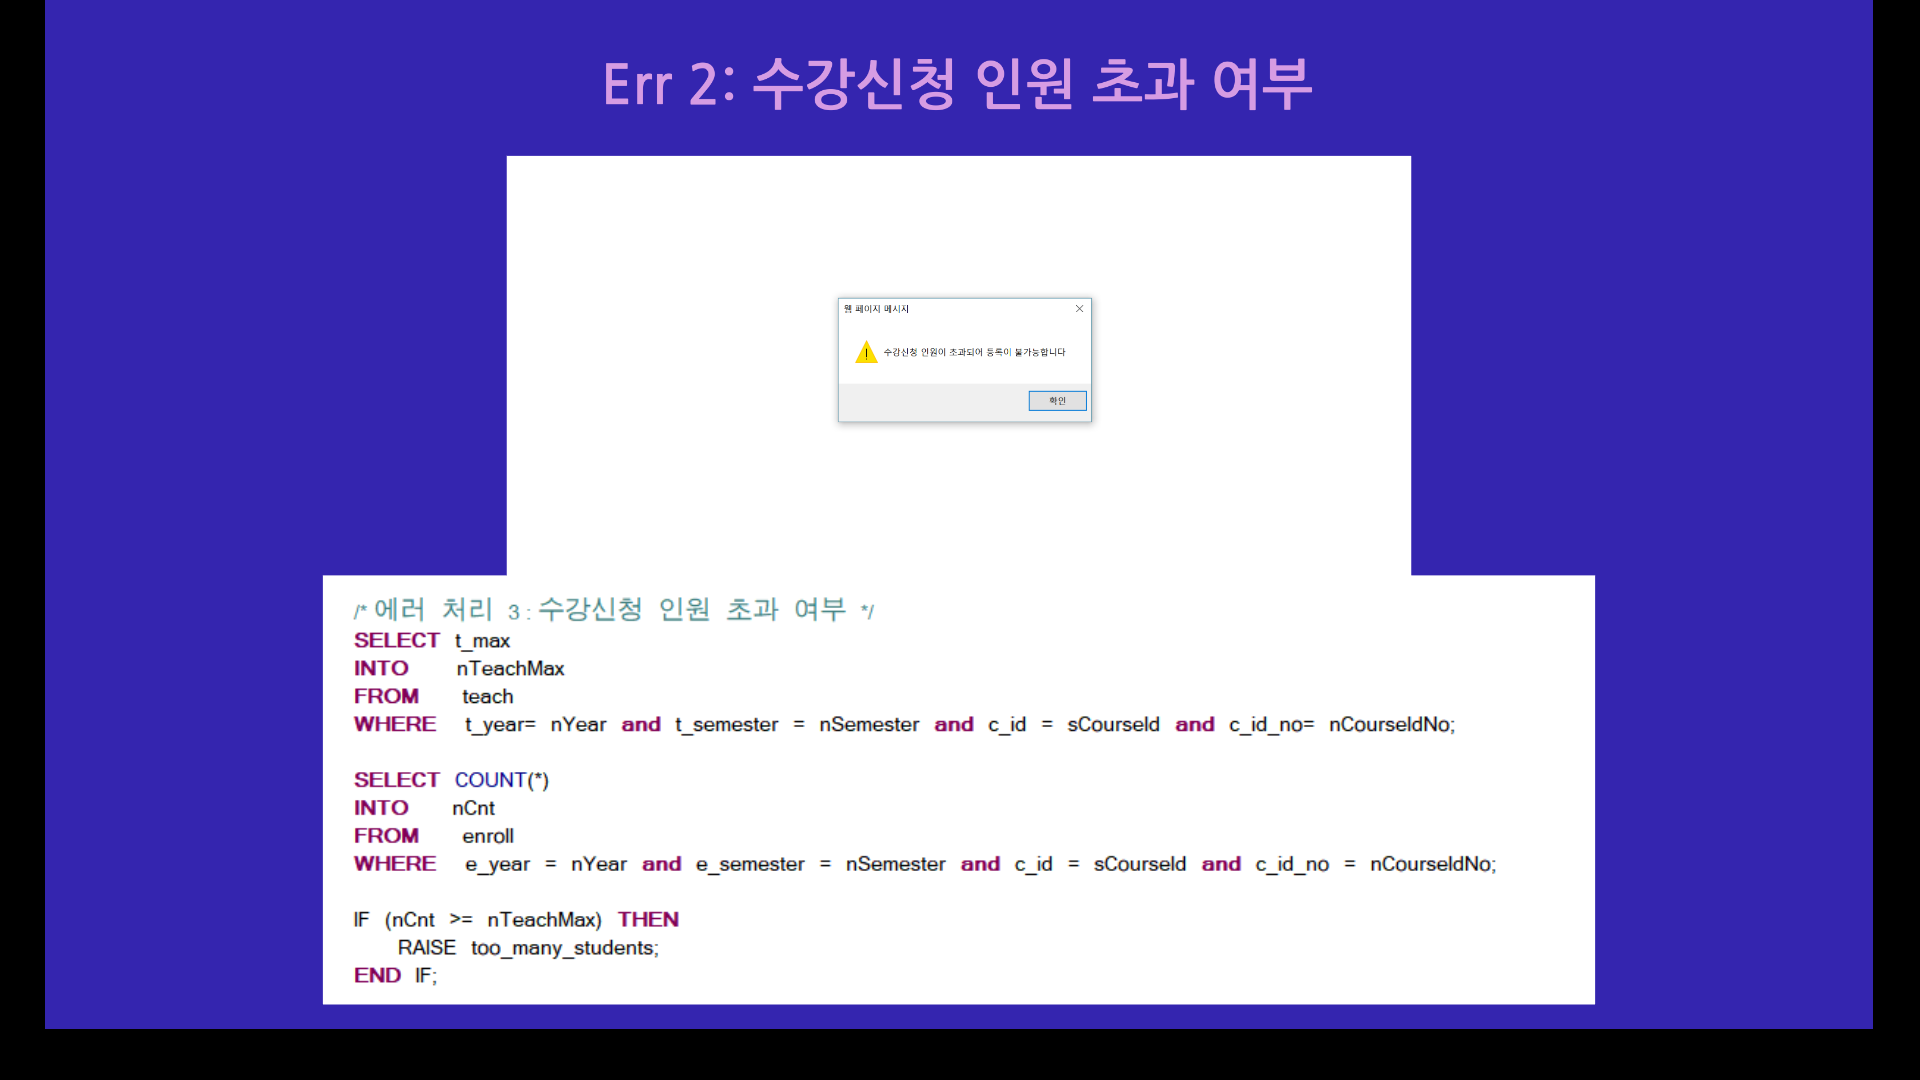 Err 2: 수강신청 인원 초과 여부
웹 페이지 메시지
수강신청 인원이 초과되어 등록이 불가능합니다
확인
/* 에러 처리 3 : 수강신청 인원 초과 여부 */
SELECT t_max
INTO nTeachMax
FROM teach
WHERE t_year= nYear and t_semester = nSemester and c_id = sCourseId and c_id_no= nCourseIdNo;
SELECT COUNT(*)
INTO nCnt
FROM enroll
WHERE e_year = nYear and e_semester = nSemester and c_id = sCourseId and c_id_no = nCourseIdNo;
IF (nCnt >= nTeachMax) THEN
RAISE too_many_students;
END IF;